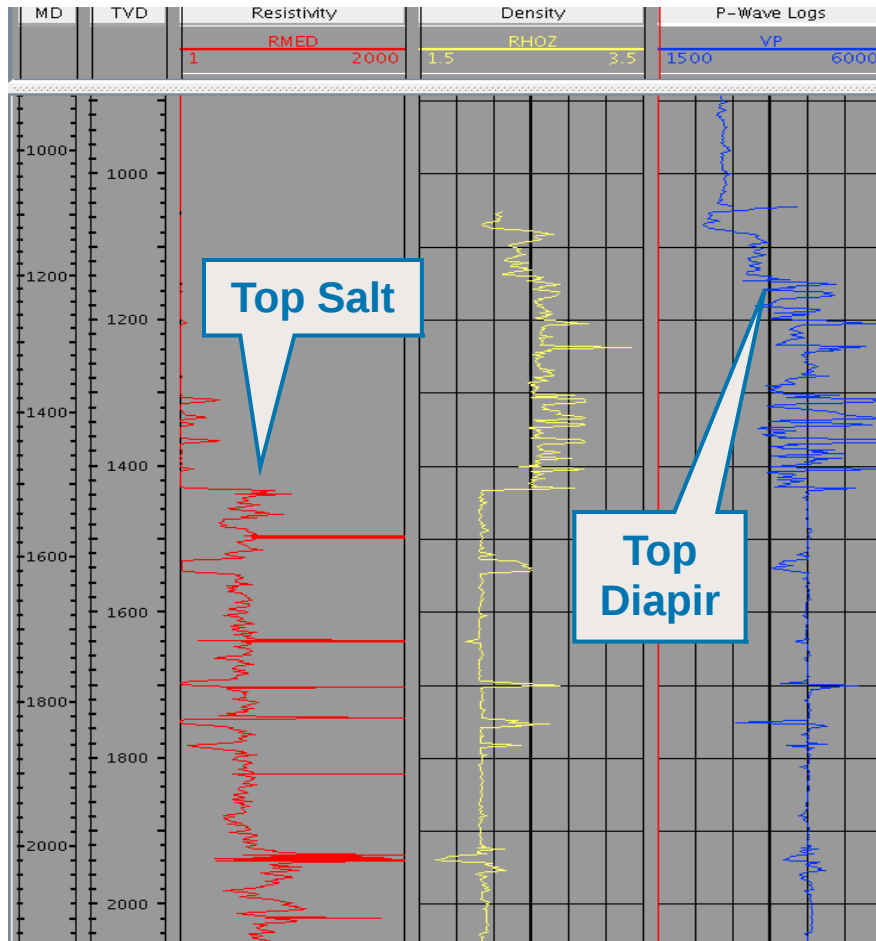 MD TVD Resistivity Density P-Wave Logs
RMED RHOZ VP
1 2000 1.5 3.5 1500 6000
1000
1000
1200
1200
Top Salt
1400
1400
Top
Diapir
1600
1600
1800
1800
2000
2000